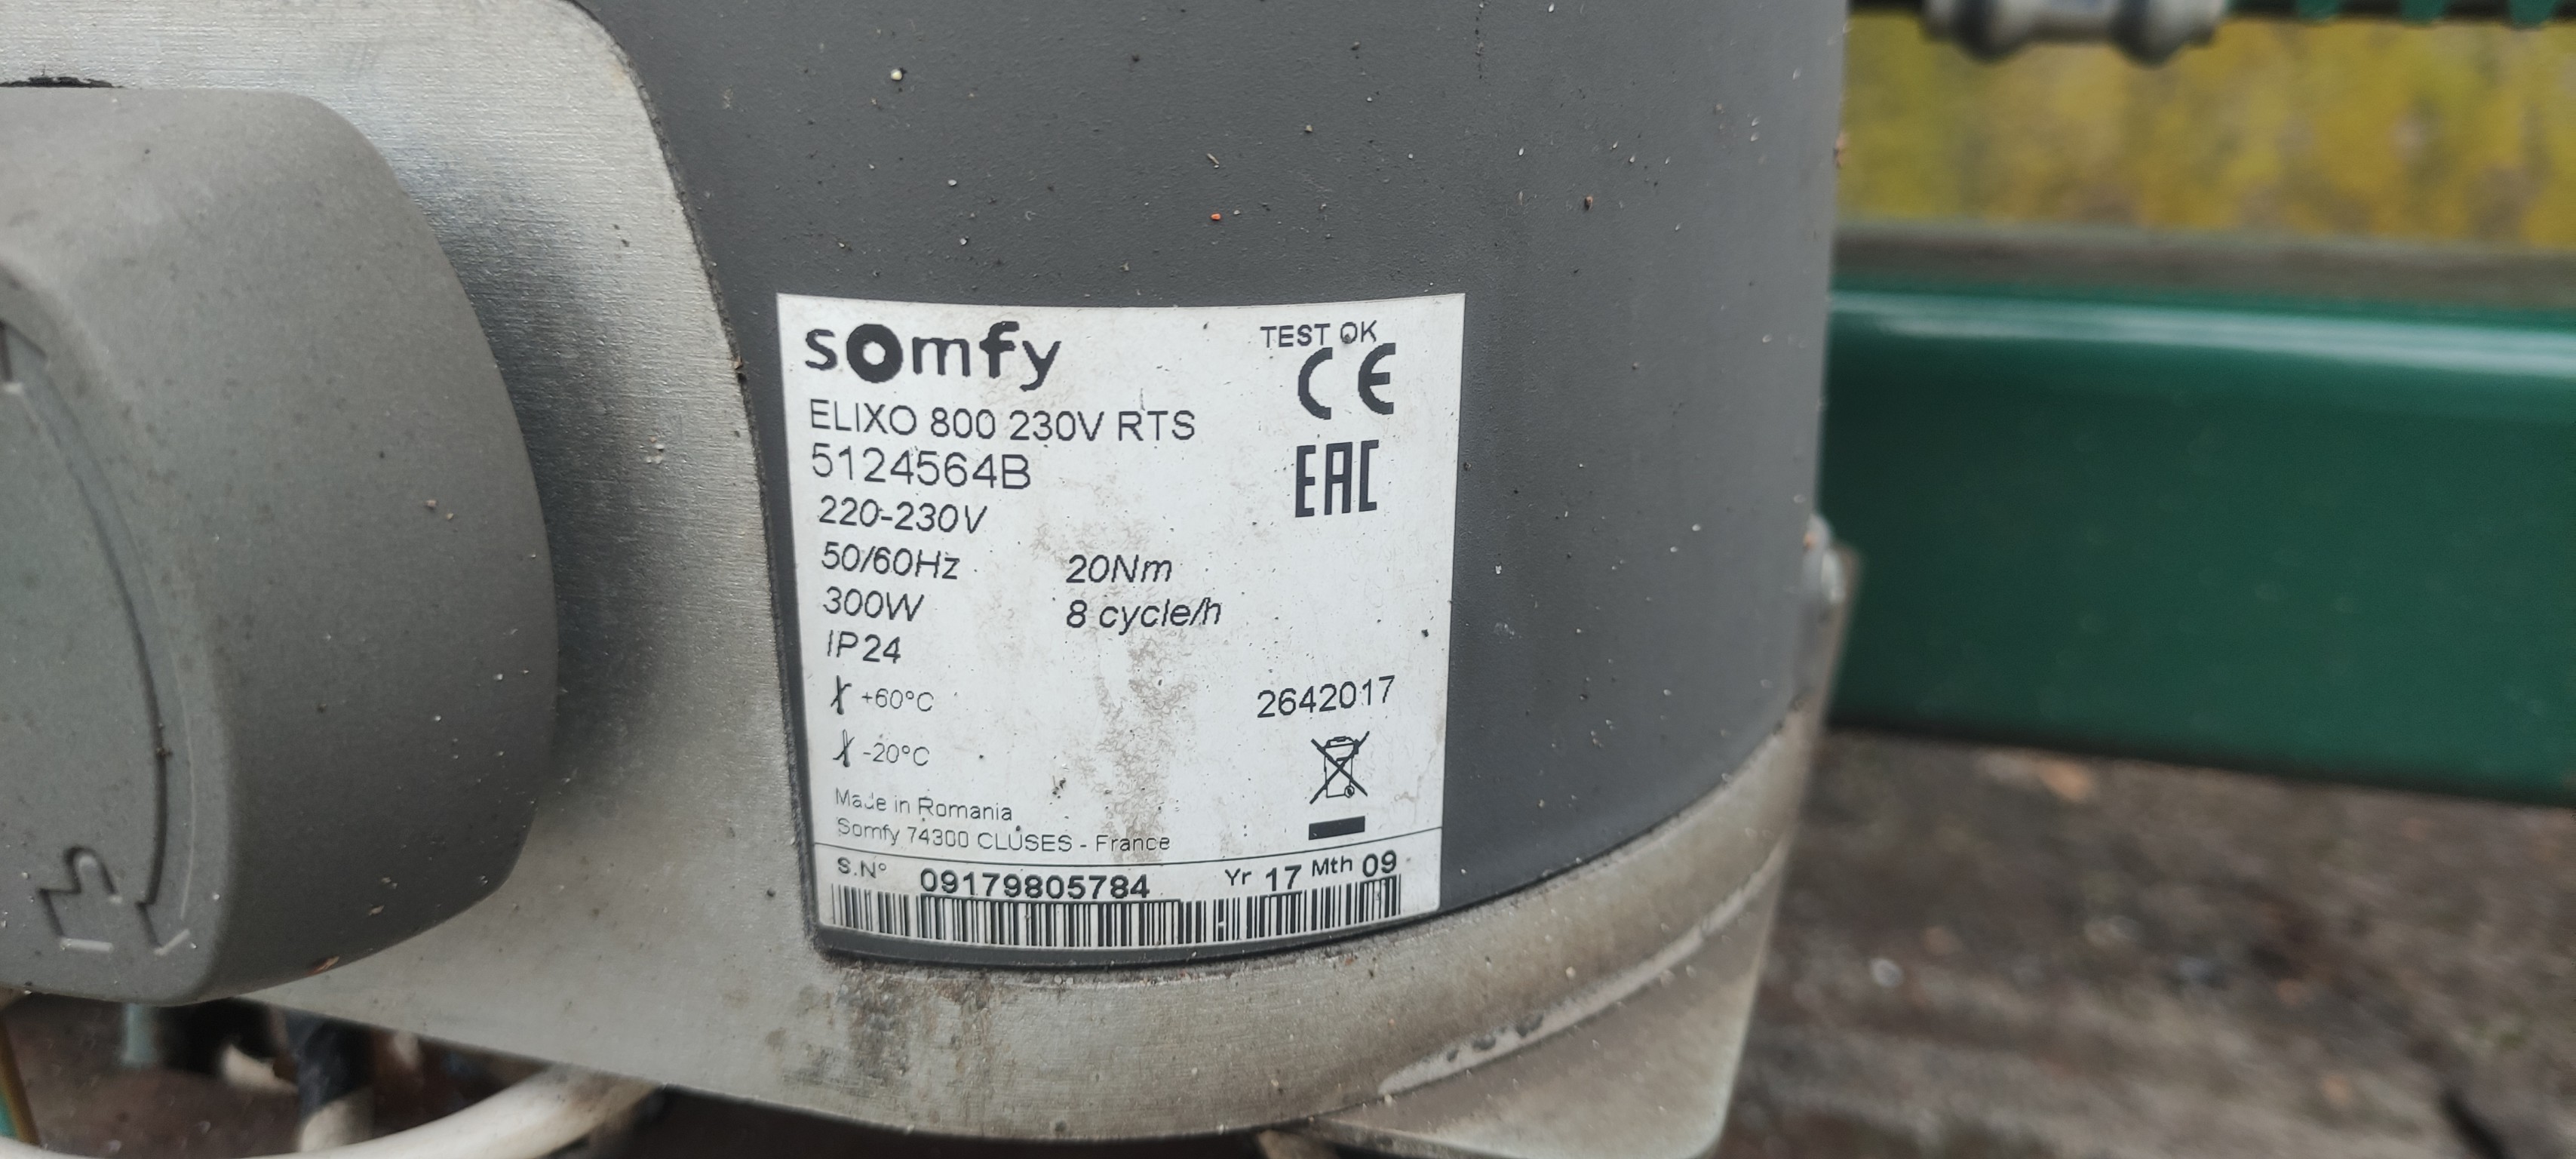 somfy
TEST OK
CE
ELIXO 800 230V RTS
EAC
5124564B
220-230V
50/60Hz 20Nm
300W 8 cycle/h
IP24
+60°C
2642017
-20°C
Made in Romania
Somfy 74300 CLUSES - France
S.N° 09179805784 Yr 17 Mth 09